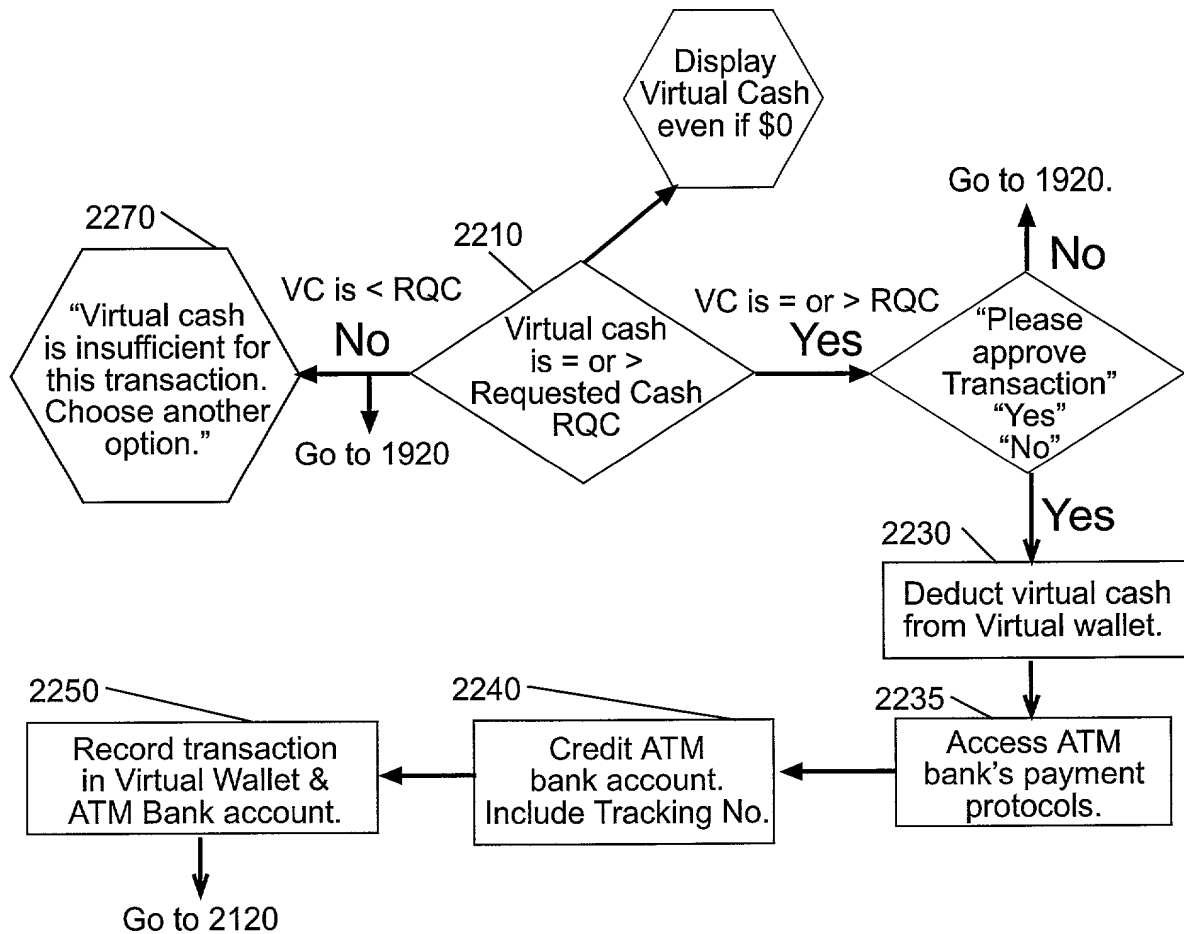 Display
Virtual Cash
even if $0
Go to 1920.
No
2270
2210
VC is < RQC
No
Go to 1920
“Virtual cash
is insufficient for
this transaction.
Choose another
option.”
Virtual cash
is = or >
Requested Cash
RQC
VC is = or > RQC
Yes
“Please
approve
Transaction”
“Yes”
“No”
Yes
2230
Deduct virtual cash
from Virtual wallet.
2235
Access ATM
bank’s payment
protocols.
2240
Credit ATM
bank account.
Include Tracking No.
2250
Record transaction
in Virtual Wallet &
ATM Bank account.
Go to 2120